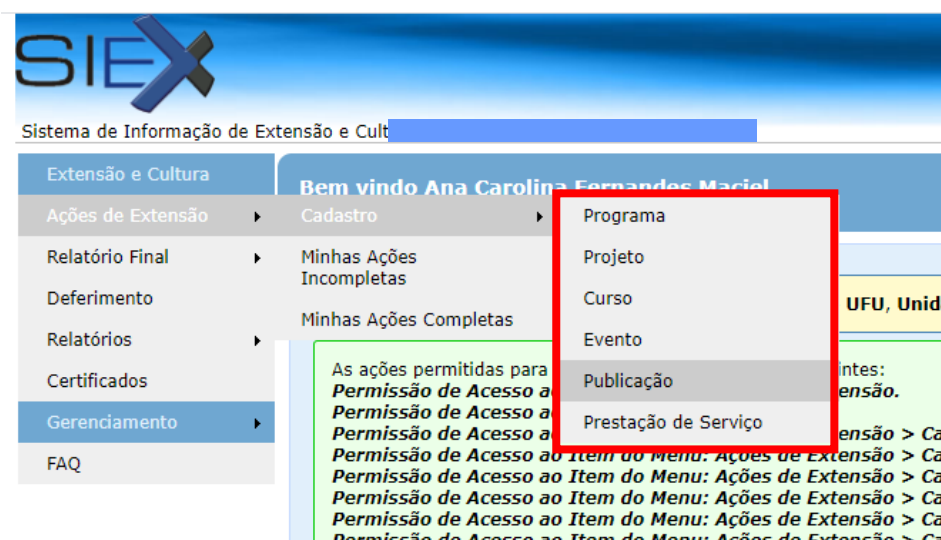 SIEX
Sistema de Informação de Extensão e Cult
Extensão e Cultura
Ações de Extensão
Relatório Final
Deferimento
Relatórios
Certificados
Gerenciamento
FAQ
Bem vindo Ana Carolina Fernandes Maciel
Cadastro
Minhas Ações
Incompletas
Minhas Ações Completas
Programa
Projeto
Curso
Evento
Publicação
Prestação de Serviço
UFU, Unid
As ações permitidas para intes:
Permissão de Acesso a ensão.
Permissão de Acesso a
Permissão de Acesso a ensão > Ca
Permissão de Acesso ao Item do Menu: Ações de Extensão > Ca
Permissão de Acesso ao Item do Menu: Ações de Extensão > Ca
Permissão de Acesso ao Item do Menu: Ações de Extensão > Ca
Permissão de Acesso ao Item do Menu: Ações de Extensão > Ca
Permissão de Acesso ao Item do Menu: Ações de Extensão > Ca